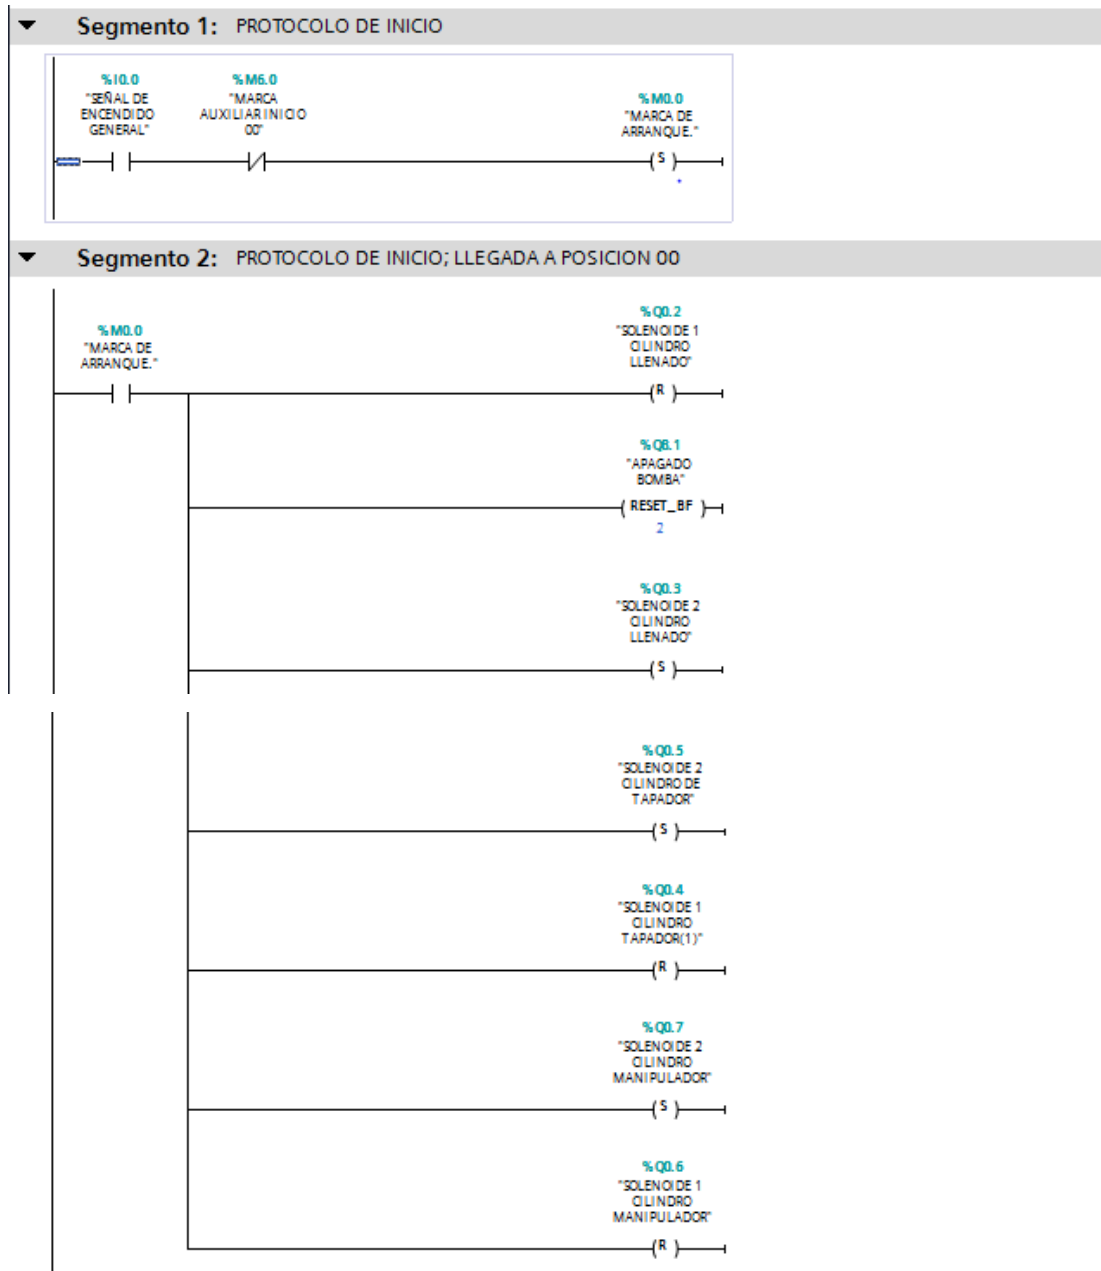 Segmento 1: PROTOCOLO DE INICIO
%I0.0
"SEÑAL DE
ENCENDIDO
GENERAL"
%M6.0
"MARCA
AUXILIAR INICIO
00"
%M0.0
"MARCA DE
ARRANQUE."
S
Segmento 2: PROTOCOLO DE INICIO; LLEGADA A POSICION 00
%M0.0
"MARCA DE
ARRANQUE."
%Q0.2
"SOLENOIDE 1
CILINDRO
LLENADO"
R
%Q8.1
"APAGADO
BOMBA"
RESET_BF
2
%Q0.3
"SOLENOIDE 2
CILINDRO
LLENADO"
S
%Q0.5
"SOLENOIDE 2
CILINDRO DE
TAPADOR"
S
%Q0.4
"SOLENOIDE 1
CILINDRO
TAPADOR(1)"
R
%Q0.7
"SOLENOIDE 2
CILINDRO
MANIPULADOR"
S
%Q0.6
"SOLENOIDE 1
CILINDRO
MANIPULADOR"
R